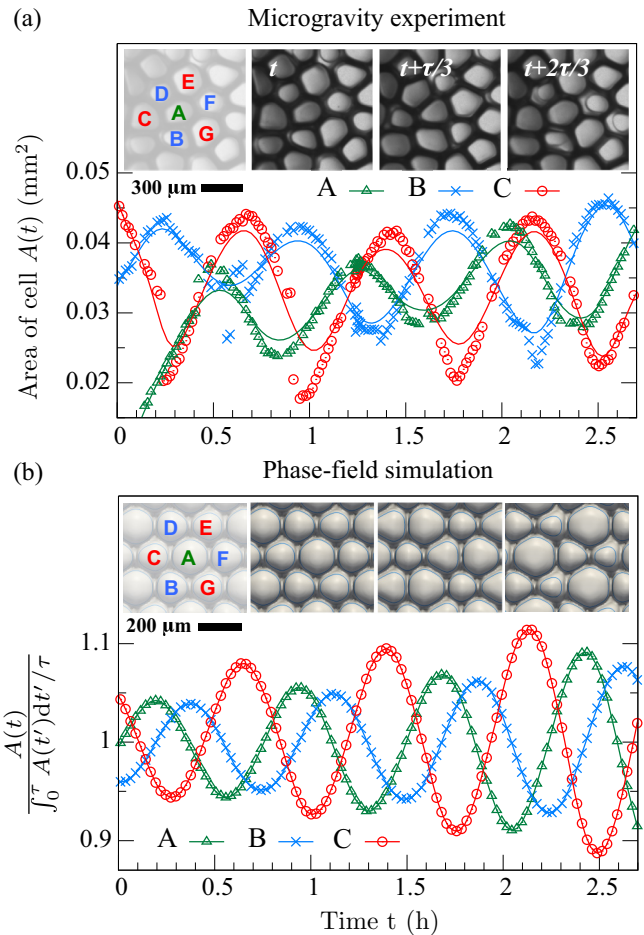 (a) Microgravity experiment
D E F C A B G
t t+τ/3 t+2τ/3
300 μm
A B C
Area of cell A(t) (mm²)
0.05
0.04
0.03
0.02
0 0.5 1 1.5 2 2.5
(b) Phase-field simulation
D E
C A F
B G
200 μm
A(t)
∫₀^τ A(t′)dt′/τ
1.1
1
0.9
A B C
0 0.5 1 1.5 2 2.5
Time t (h)